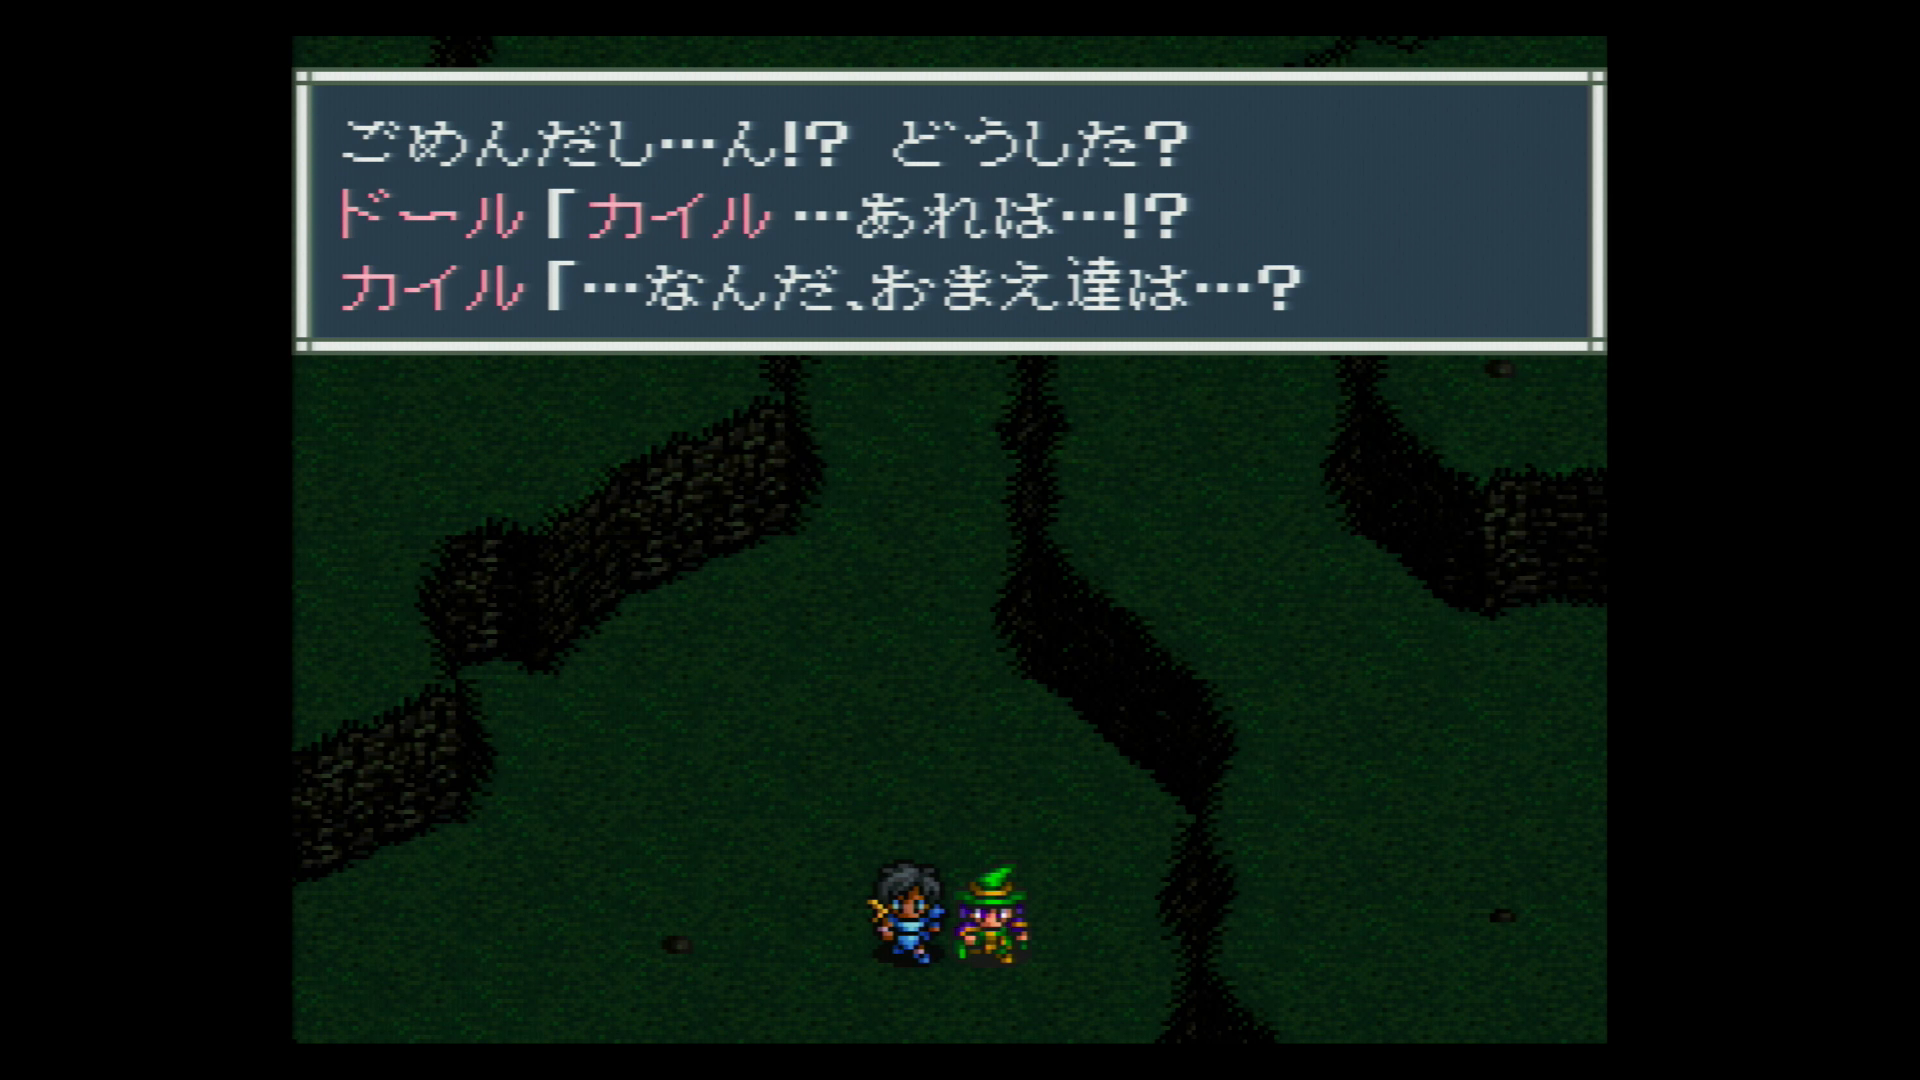 ごめんだし…ん!? どうした?
ドール「カイル…あれは…!?
カイル「…なんだ、おまえ達は…?